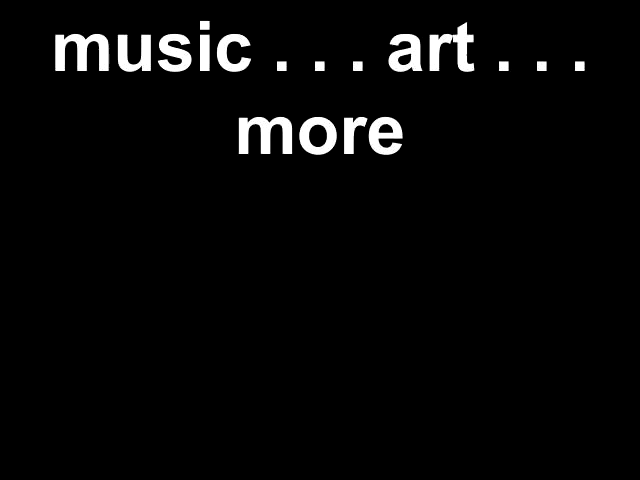 music . . . art . . .
more